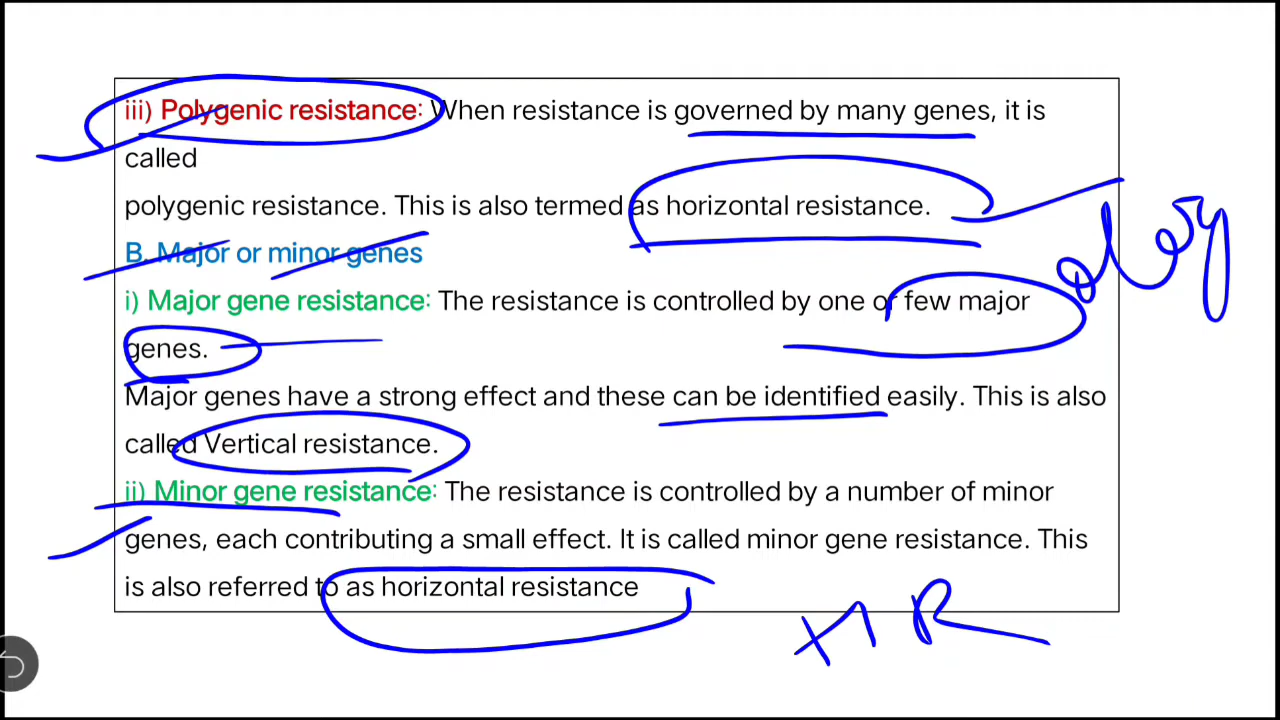 iii) Polygenic resistance: When resistance is governed by many genes, it is
called
polygenic resistance. This is also termed as horizontal resistance.
B. Major or minor genes
i) Major gene resistance: The resistance is controlled by one or few major
genes.
Major genes have a strong effect and these can be identified easily. This is also
called Vertical resistance.
ii) Minor gene resistance: The resistance is controlled by a number of minor
genes, each contributing a small effect. It is called minor gene resistance. This
is also referred to as horizontal resistance
HR